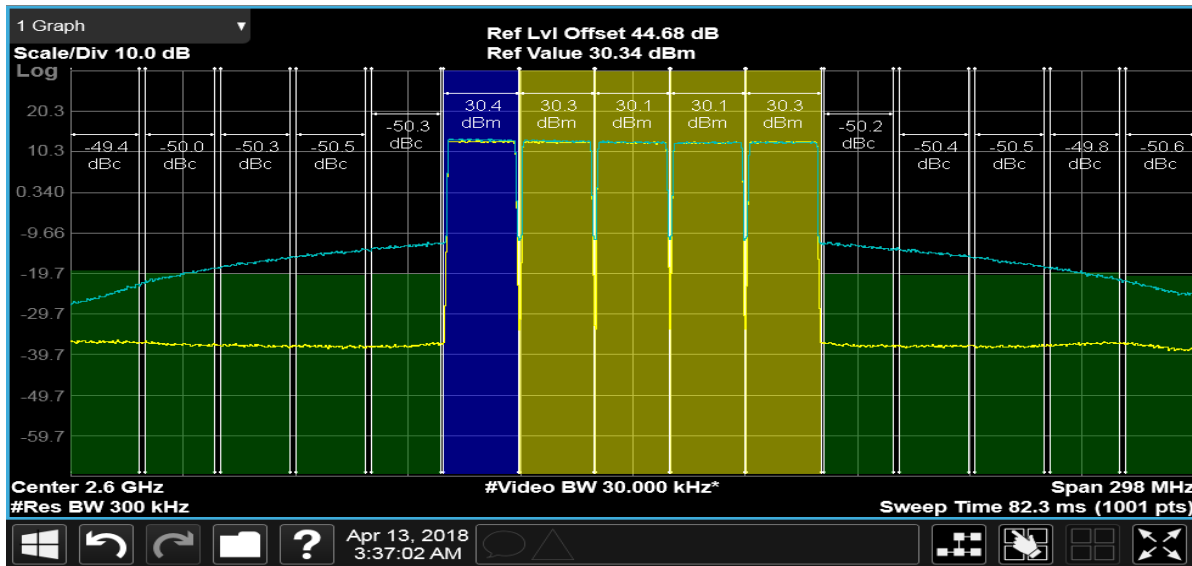 1 Graph
Scale/Div 10.0 dB
Ref Lvl Offset 44.68 dB
Ref Value 30.34 dBm
Log
20.3
10.3
0.340
-9.66
-19.7
-29.7
-39.7
-49.7
-59.7
-49.4 dBc
-50.0 dBc
-50.3 dBc
-50.5 dBc
-50.3 dBc
30.4 dBm
30.3 dBm
30.1 dBm
30.1 dBm
30.3 dBm
-50.2 dBc
-50.4 dBc
-50.5 dBc
-49.8 dBc
-50.6 dBc
Center 2.6 GHz
#Video BW 30.000 kHz*
Span 298 MHz
#Res BW 300 kHz
Sweep Time 82.3 ms (1001 pts)
?
Apr 13, 2018
3:37:02 AM